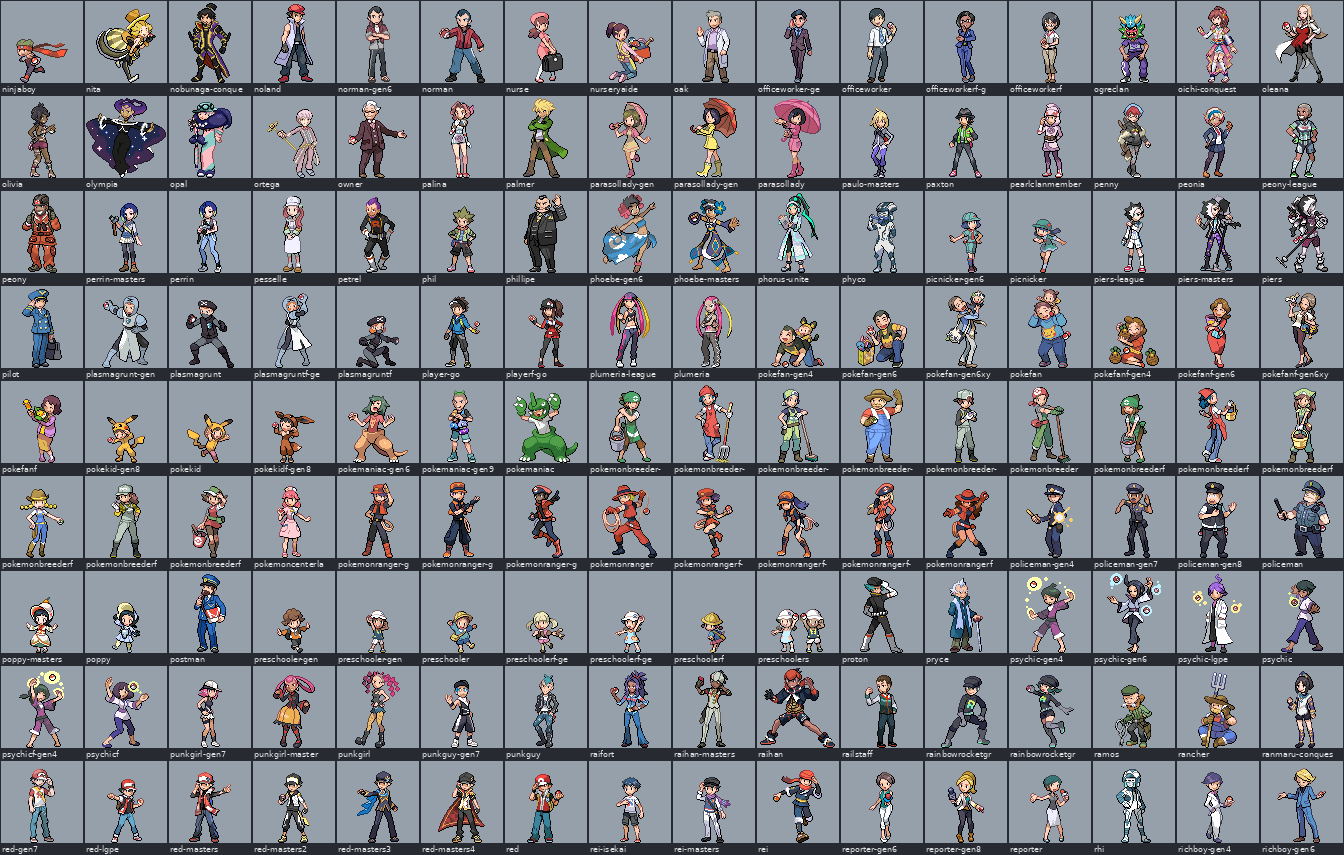 ninjaboy nita nobunaga-conque noland norman-gen6 norman nurse nurseryaide oak officeworker-ge officeworker officeworkerf-g officeworkerf ogreclan oichi-conquest oleana
olivia olympia opal ortega owner palina palmer parasollady-gen parasollady-gen parasollady paulo-masters paxton pearlclanmember penny peonia peony-league
peony perrin-masters perrin pesselle petrel phil phillipe phoebe-gen6 phoebe-masters phorus-unite phyco picnicker-gen6 picnicker piers-league piers-masters piers
pilot plasmagrunt-gen plasmagrunt plasmagruntf-ge plasmagruntf player-go playerf-go plumeria-league plumeria pokefan-gen4 pokefan-gen6 pokefan-gen6xy pokefan pokefanf-gen4 pokefanf-gen6 pokefanf-gen6xy
pokefanf pokekid-gen8 pokekid pokekidf-gen8 pokemaniac-gen6 pokemaniac-gen9 pokemaniac pokemonbreeder- pokemonbreeder- pokemonbreeder- pokemonbreeder- pokemonbreeder- pokemonbreeder pokemonbreederf pokemonbreederf pokemonbreederf
pokemonbreederf pokemonbreederf pokemonbreederf pokemoncenterla pokemonranger-g pokemonranger-g pokemonranger-g pokemonranger pokemonrangerf- pokemonrangerf- pokemonrangerf- pokemonrangerf policeman-gen4 policeman-gen7 policeman-gen8 policeman
poppy-masters poppy postman preschooler-gen preschooler-gen preschooler preschoolerf-ge preschoolerf-ge preschoolerf preschoolers proton pryce psychic-gen4 psychic-gen6 psychic-lgpe psychic
psychicf-gen4 psychicf punkgirl-gen7 punkgirl-master punkgirl punkguy-gen7 punkguy raifort raihan-masters raihan railstaff rainbowrocketgr rainbowrocketgr ramos rancher ranmaru-conques
red-gen7 red-lgpe red-masters red-masters2 red-masters3 red-masters4 red rei-isekai rei-masters rei reporter-gen6 reporter-gen8 reporter rhi richboy-gen4 richboy-gen6